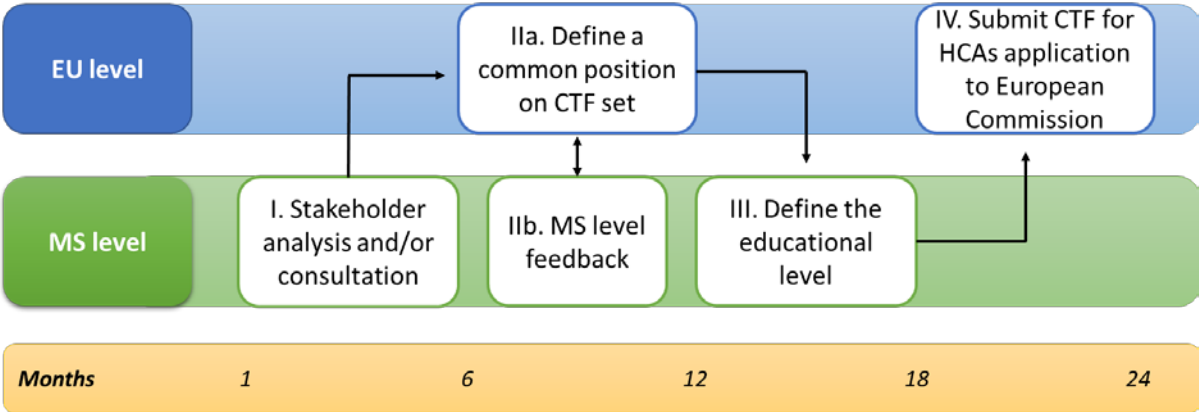 EU level
IIa. Define a
common position
on CTF set
IV. Submit CTF for
HCAs application
to European
Commission
MS level
I. Stakeholder
analysis and/or
consultation
IIb. MS level
feedback
III. Define the
educational
level
Months 1 6 12 18 24